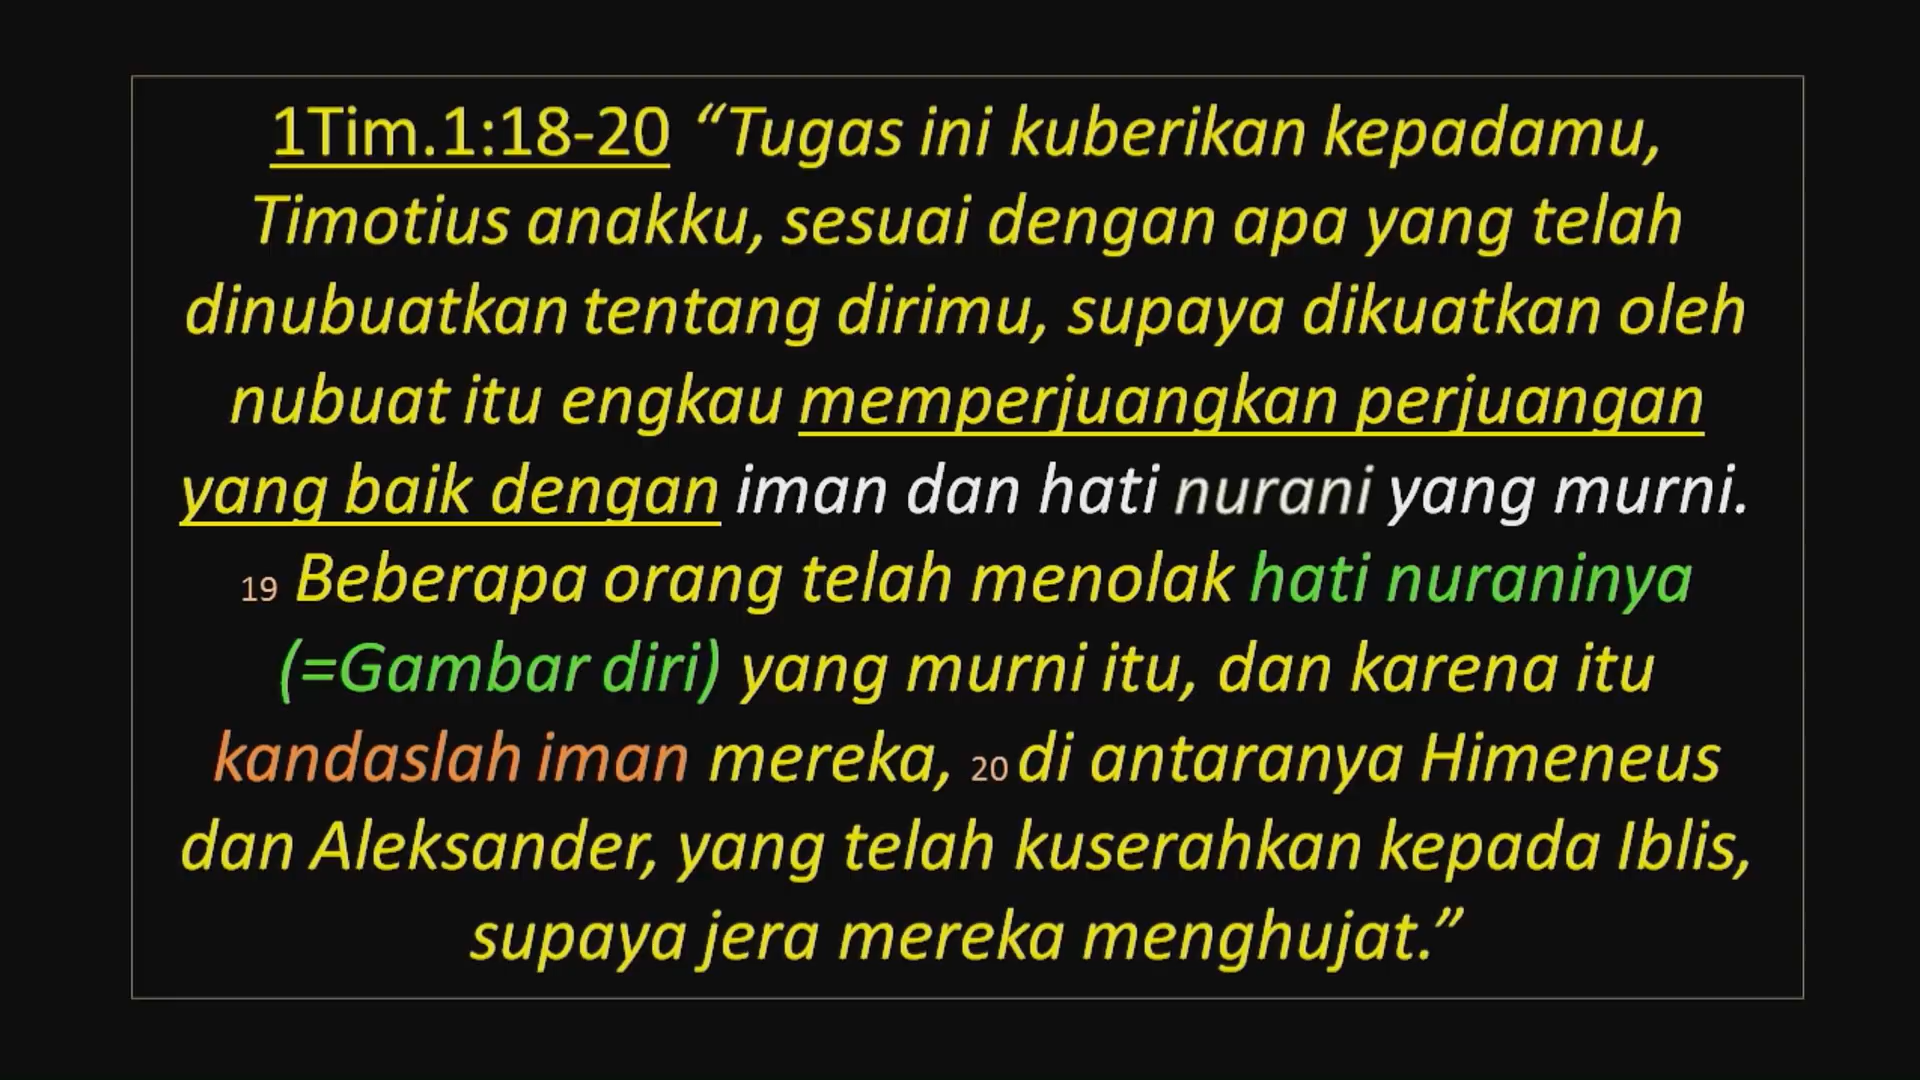 1Tim.1:18-20 “Tugas ini kuberikan kepadamu,
Timotius anakku, sesuai dengan apa yang telah
dinubuatkan tentang dirimu, supaya dikuatkan oleh
nubuat itu engkau memperjuangkan perjuangan
yang baik dengan iman dan hati nurani yang murni.
19 Beberapa orang telah menolak hati nuraninya
(=Gambar diri) yang murni itu, dan karena itu
kandaslah iman mereka, 20 di antaranya Himeneus
dan Aleksander, yang telah kuserahkan kepada Iblis,
supaya jera mereka menghujat.”